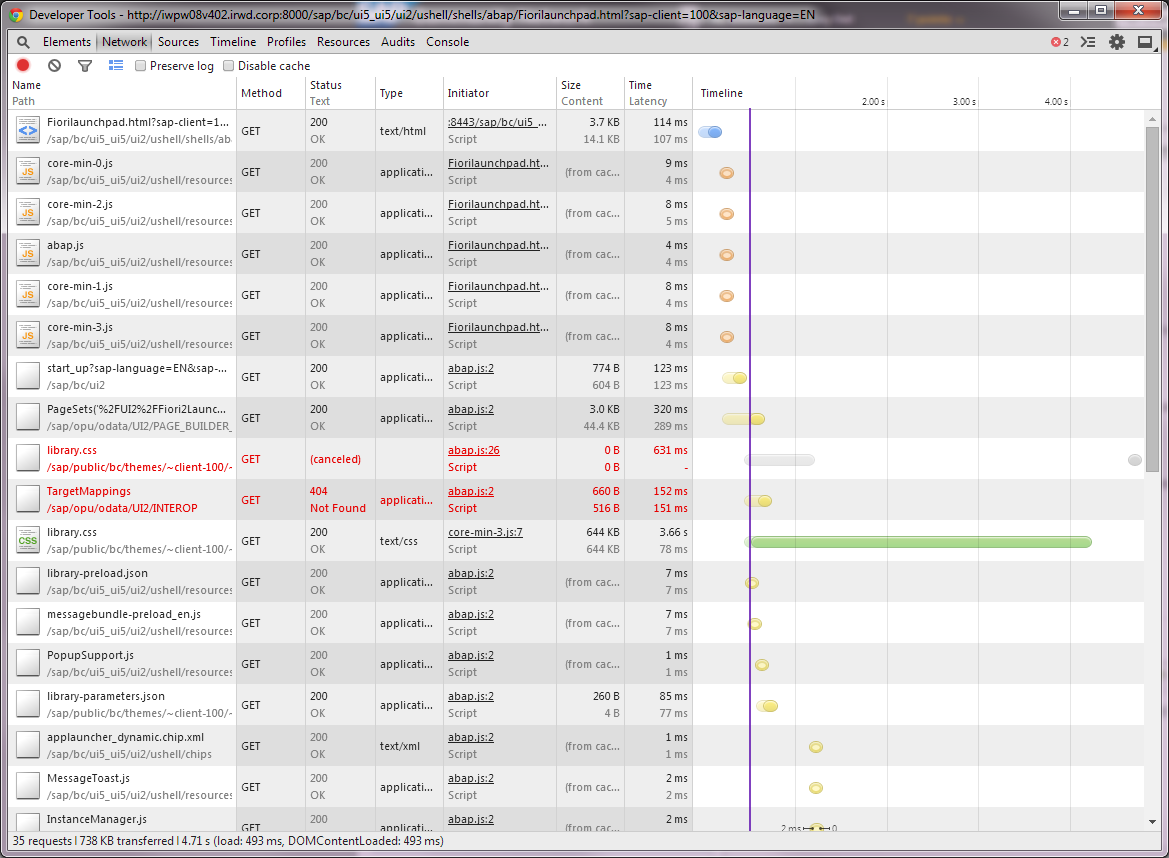 Developer Tools - http://iwpw08v402.irwd.corp:8000/sap/bc/ui5_ui5/ui2/ushell/shells/abap/Fiorilaunchpad.html?sap-client=100&sap-language=EN
Elements Network Sources Timeline Profiles Resources Audits Console 2
Preserve log Disable cache
Name Path Method Status Text Type Initiator Size Content Time Latency Timeline 2.00 s 3.00 s 4.00 s
Fiorilaunchpad.html?sap-client=1... GET 200 text/html :8443/sap/bc/ui5_... 3.7 KB 114 ms
/sap/bc/ui5_ui5/ui2/ushell/shells/ab OK Script 14.1 KB 107 ms
core-min-0.js GET 200 applicati... Fiorilaunchpad.ht... (from cac... 9 ms
/sap/bc/ui5_ui5/ui2/ushell/resources OK Script 4 ms
core-min-2.js GET 200 applicati... Fiorilaunchpad.ht... (from cac... 8 ms
/sap/bc/ui5_ui5/ui2/ushell/resources OK Script 5 ms
abap.js GET 200 applicati... Fiorilaunchpad.ht... (from cac... 4 ms
/sap/bc/ui5_ui5/ui2/ushell/resources OK Script 4 ms
core-min-1.js GET 200 applicati... Fiorilaunchpad.ht... (from cac... 8 ms
/sap/bc/ui5_ui5/ui2/ushell/resources OK Script 4 ms
core-min-3.js GET 200 applicati... Fiorilaunchpad.ht... (from cac... 8 ms
/sap/bc/ui5_ui5/ui2/ushell/resources OK Script 4 ms
start_up?sap-language=EN&sap-... GET 200 applicati... abap.js:2 774 B 123 ms
/sap/bc/ui2 OK Script 604 B 123 ms
PageSets('%2FUI2%2FFiori2Launc... GET 200 applicati... abap.js:2 3.0 KB 320 ms
/sap/opu/odata/UI2/PAGE_BUILDER_ OK Script 44.4 KB 289 ms
library.css GET (canceled) abap.js:26 0 B 631 ms
/sap/public/bc/themes/~client-100/~ Script 0 B -
TargetMappings GET 404 applicati... abap.js:2 660 B 152 ms
/sap/opu/odata/UI2/INTEROP Not Found Script 516 B 151 ms
library.css GET 200 text/css core-min-3.js:7 644 KB 3.66 s
/sap/public/bc/themes/~client-100/~ OK Script 644 KB 78 ms
library-preload.json GET 200 applicati... abap.js:2 (from cac... 7 ms
/sap/bc/ui5_ui5/ui2/ushell/resources OK Script 7 ms
messagebundle-preload_en.js GET 200 applicati... abap.js:2 (from cac... 7 ms
/sap/bc/ui5_ui5/ui2/ushell/resources OK Script 7 ms
PopupSupport.js GET 200 applicati... abap.js:2 (from cac... 1 ms
/sap/bc/ui5_ui5/ui2/ushell/resources OK Script 1 ms
library-parameters.json GET 200 applicati... abap.js:2 260 B 85 ms
/sap/public/bc/themes/~client-100/~ OK Script 4 B 77 ms
applauncher_dynamic.chip.xml GET 200 text/xml abap.js:2 (from cac... 1 ms
/sap/bc/ui5_ui5/ui2/ushell/chips OK Script 1 ms
MessageToast.js GET 200 applicati... abap.js:2 (from cac... 2 ms
/sap/bc/ui5_ui5/ui2/ushell/resources OK Script 2 ms
InstanceManager.js GET 200 applicati... abap.js:2 2 ms 2 ms 0
35 requests | 738 KB transferred | 4.71 s (load: 493 ms, DOMContentLoaded: 493 ms)